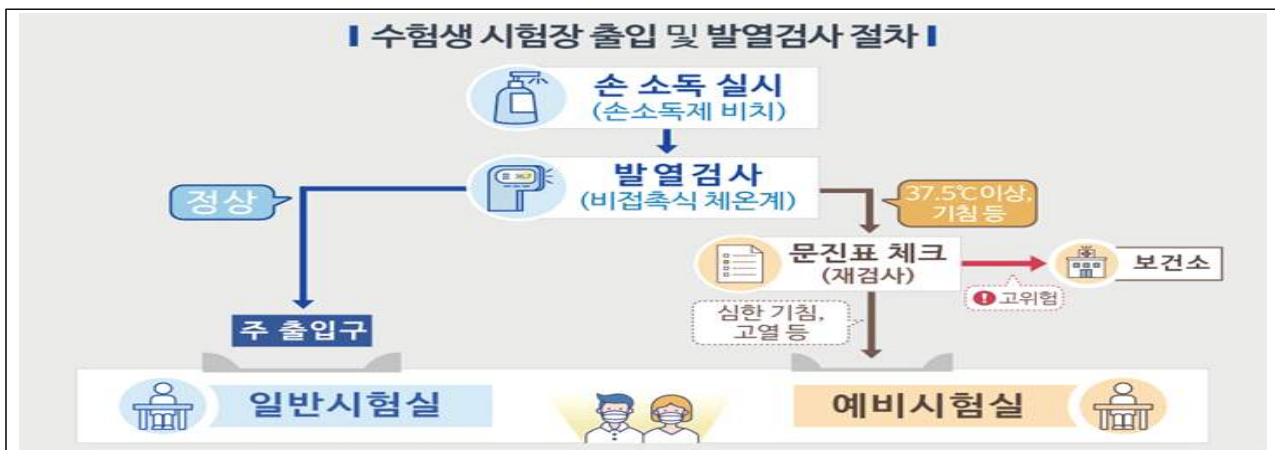 수험생 시험장 출입 및 발열검사 절차
손 소독 실시
(손소독제 비치)
발열검사
(비접촉식 체온계)
정상
37.5℃ 이상,
기침 등
문진표 체크
(재검사)
보건소
고위험
심한 기침,
고열 등
주 출입구
일반시험실
예비시험실